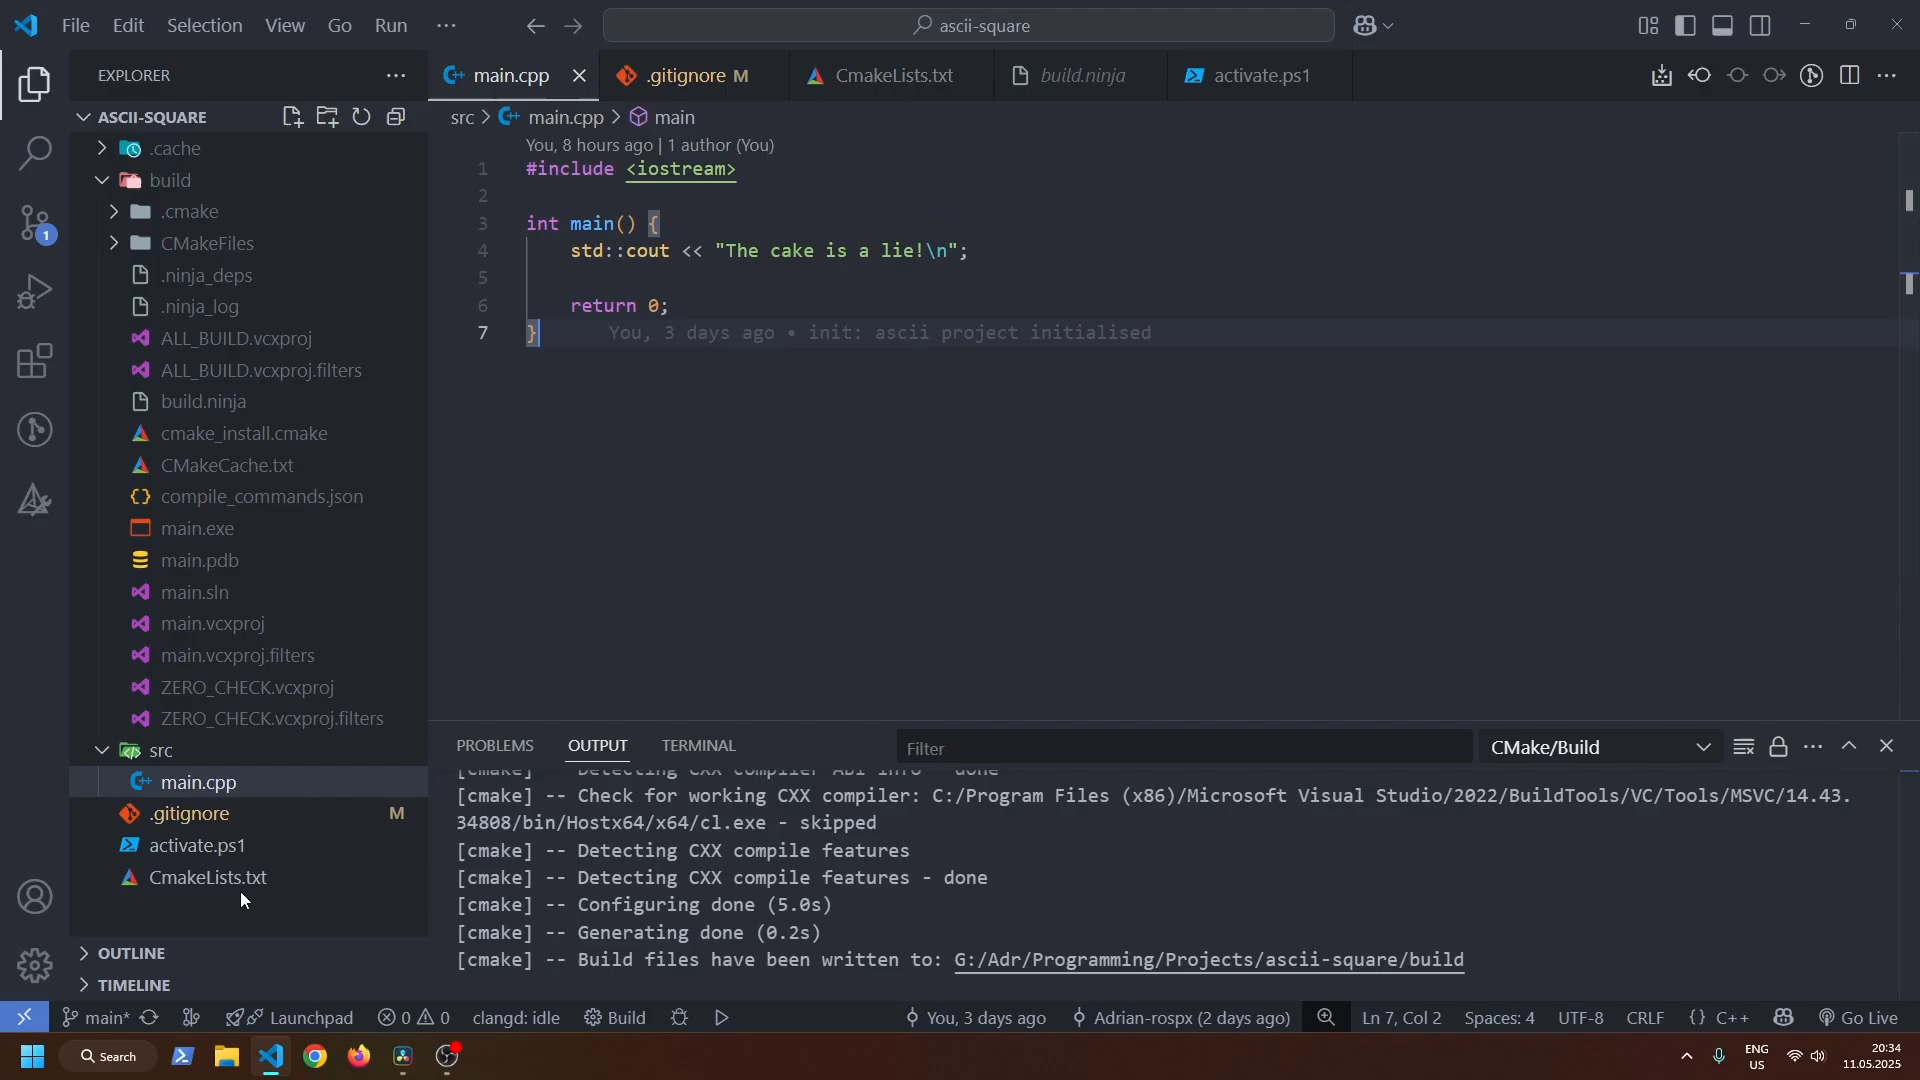 File Edit Selection View Go Run ···
ascii-square
EXPLORER
main.cpp
.gitignore M
CmakeLists.txt
build.ninja
activate.ps1
ASCII-SQUARE
src > main.cpp > main
.cache
You, 8 hours ago | 1 author (You)
build
1 #include <iostream>
2
.cmake
3 int main() {
CMakeFiles
4 std::cout << "The cake is a lie!\n";
.ninja_deps
5
.ninja_log
6 return 0;
ALL_BUILD.vcxproj
7 } You, 3 days ago • init: ascii project initialised
ALL_BUILD.vcxproj.filters
build.ninja
cmake_install.cmake
CMakeCache.txt
compile_commands.json
main.exe
main.pdb
main.sln
main.vcxproj
main.vcxproj.filters
ZERO_CHECK.vcxproj
ZERO_CHECK.vcxproj.filters
src
main.cpp
.gitignore M
activate.ps1
CmakeLists.txt
OUTLINE
TIMELINE
PROBLEMS OUTPUT TERMINAL
Filter
CMake/Build
[cmake] -- Detecting CXX compiler ABI info - done
[cmake] -- Check for working CXX compiler: C:/Program Files (x86)/Microsoft Visual Studio/2022/BuildTools/VC/Tools/MSVC/14.43.
34808/bin/Hostx64/x64/cl.exe - skipped
[cmake] -- Detecting CXX compile features
[cmake] -- Detecting CXX compile features - done
[cmake] -- Configuring done (5.0s)
[cmake] -- Generating done (0.2s)
[cmake] -- Build files have been written to: G:/Adr/Programming/Projects/ascii-square/build
1
main* Launchpad 0 0 clangd: idle Build You, 3 days ago Adrian-rospx (2 days ago) Ln 7, Col 2 Spaces: 4 UTF-8 CRLF {} C++ Go Live
Search
ENG
US
20:34
11.05.2025